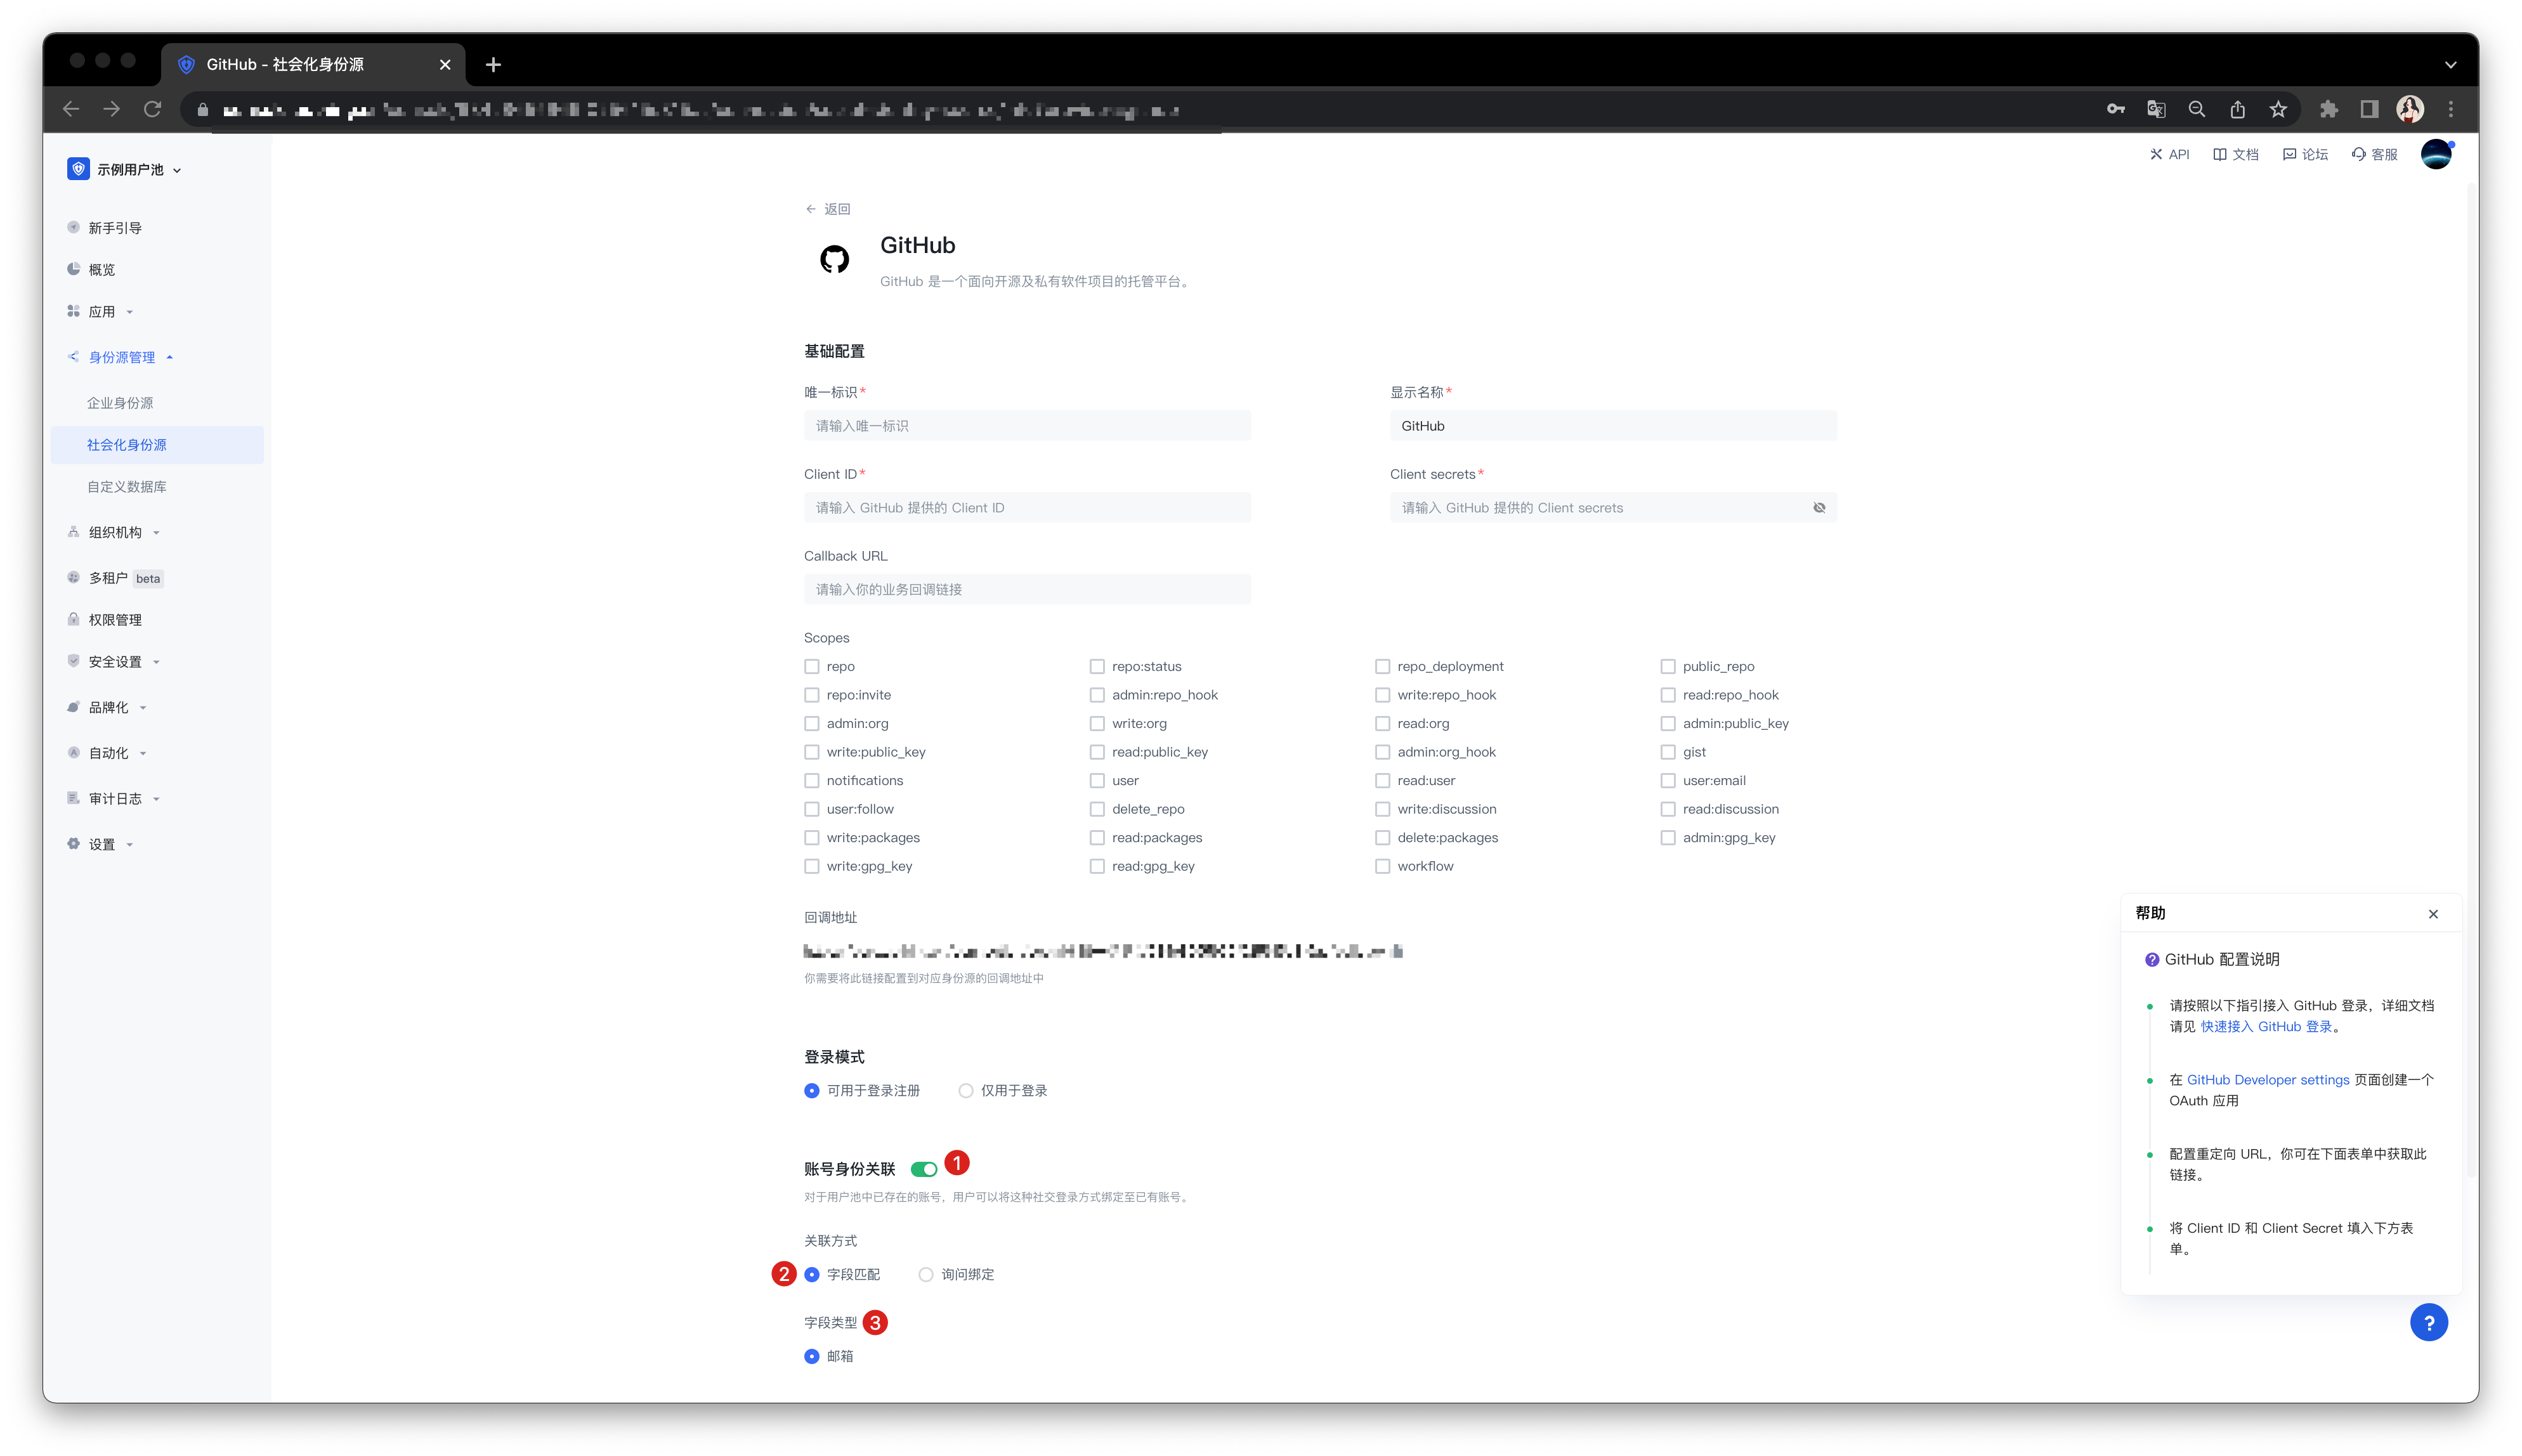 GitHub - 社会化身份源
示例用户池
API 文档 论坛 客服
新手引导
概览
应用
身份源管理
企业身份源
社会化身份源
自定义数据库
组织机构
多租户 beta
权限管理
安全设置
品牌化
自动化
审计日志
设置
返回
GitHub
GitHub 是一个面向开源及私有软件项目的托管平台。
基础配置
唯一标识* 显示名称*
请输入唯一标识 GitHub
Client ID* Client secrets*
请输入 GitHub 提供的 Client ID 请输入 GitHub 提供的 Client secrets
Callback URL
请输入你的业务回调链接
Scopes
repo repo:status repo_deployment public_repo
repo:invite admin:repo_hook write:repo_hook read:repo_hook
admin:org write:org read:org admin:public_key
write:public_key read:public_key admin:org_hook gist
notifications user read:user user:email
user:follow delete_repo write:discussion read:discussion
write:packages read:packages delete:packages admin:gpg_key
write:gpg_key read:gpg_key workflow
回调地址
你需要将此链接配置到对应身份源的回调地址中
登录模式
可用于登录注册 仅用于登录
账号身份关联 1
对于用户池中已存在的账号，用户可以将这种社交登录方式绑定至已有账号。
关联方式
2 字段匹配 询问绑定
字段类型 3
邮箱
帮助
? GitHub 配置说明
请按照以下指引接入 GitHub 登录，详细文档
请见 快速接入 GitHub 登录。
在 GitHub Developer settings 页面创建一个
OAuth 应用
配置重定向 URL，你可在下面表单中获取此
链接。
将 Client ID 和 Client Secret 填入下方表
单。
?